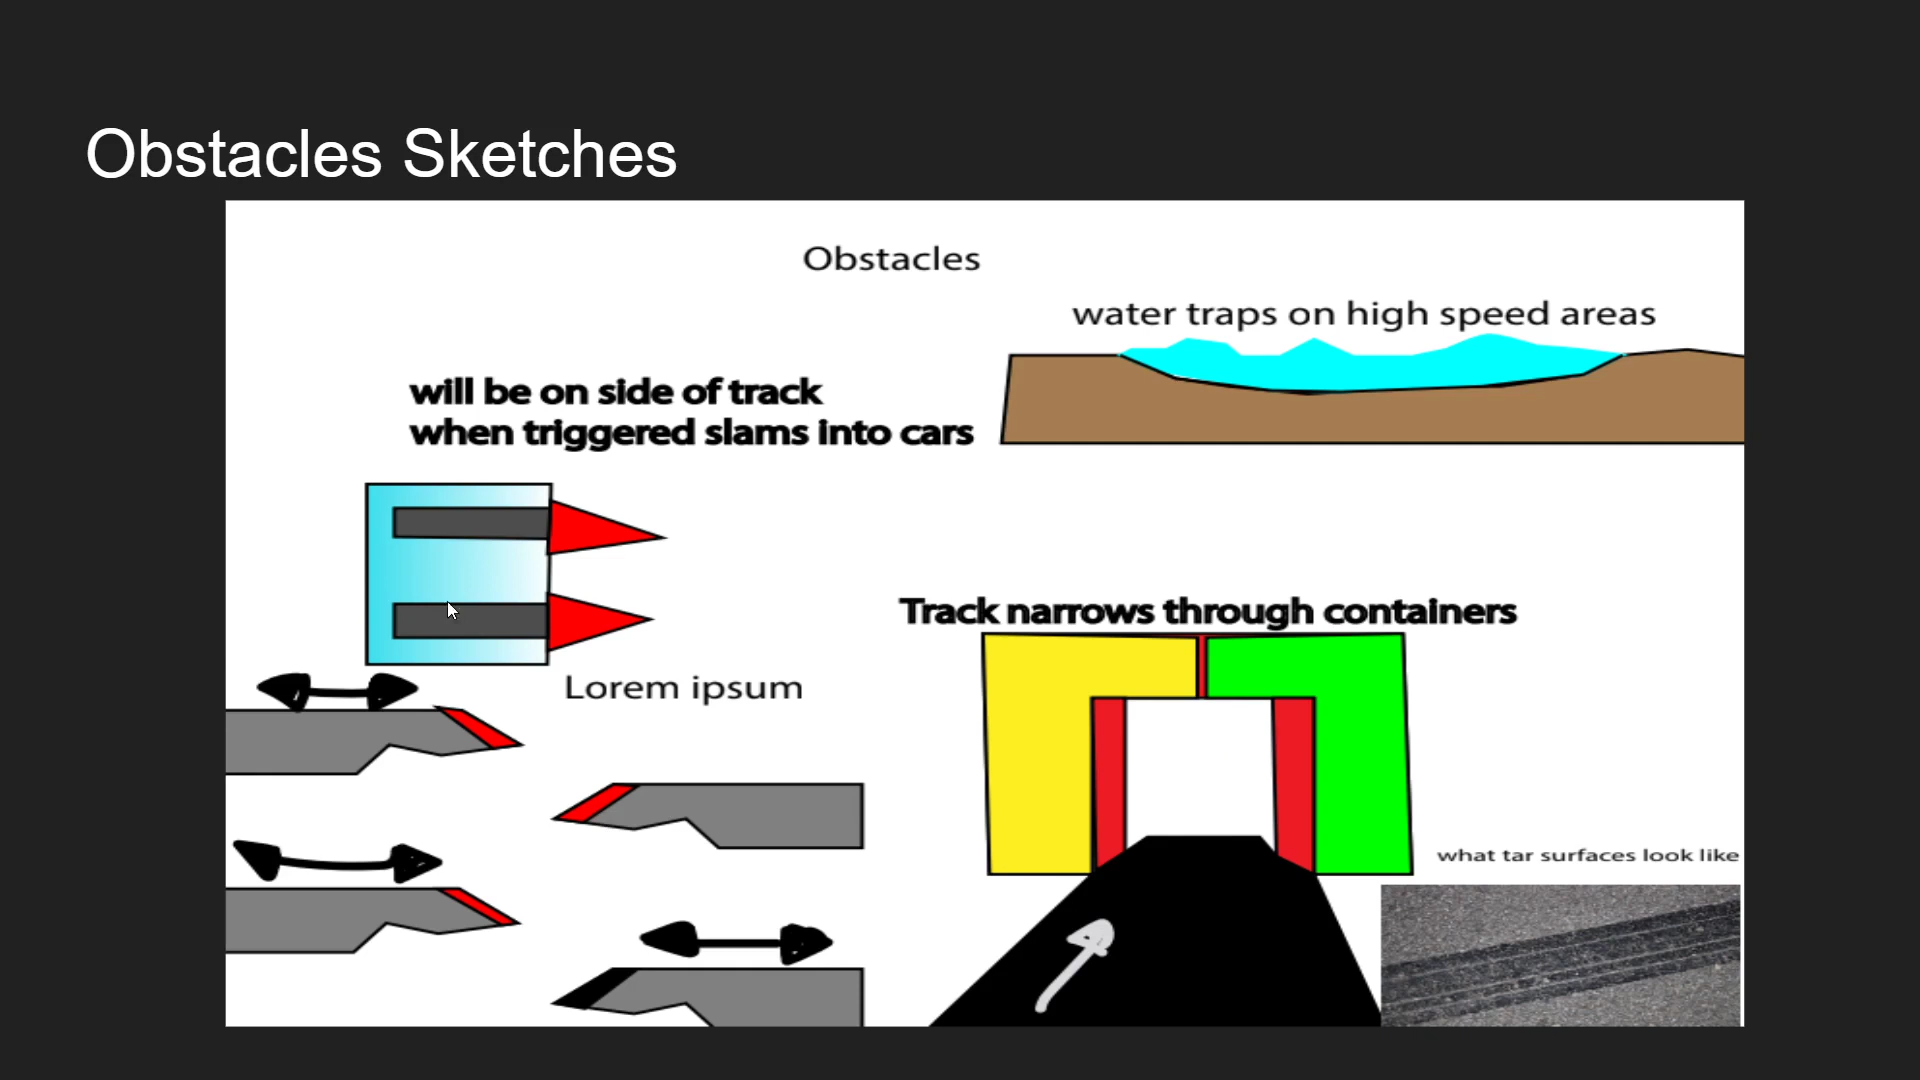 Obstacles Sketches
Obstacles
water traps on high speed areas
will be on side of track
when triggered slams into cars
Track narrows through containers
Lorem ipsum
what tar surfaces look like